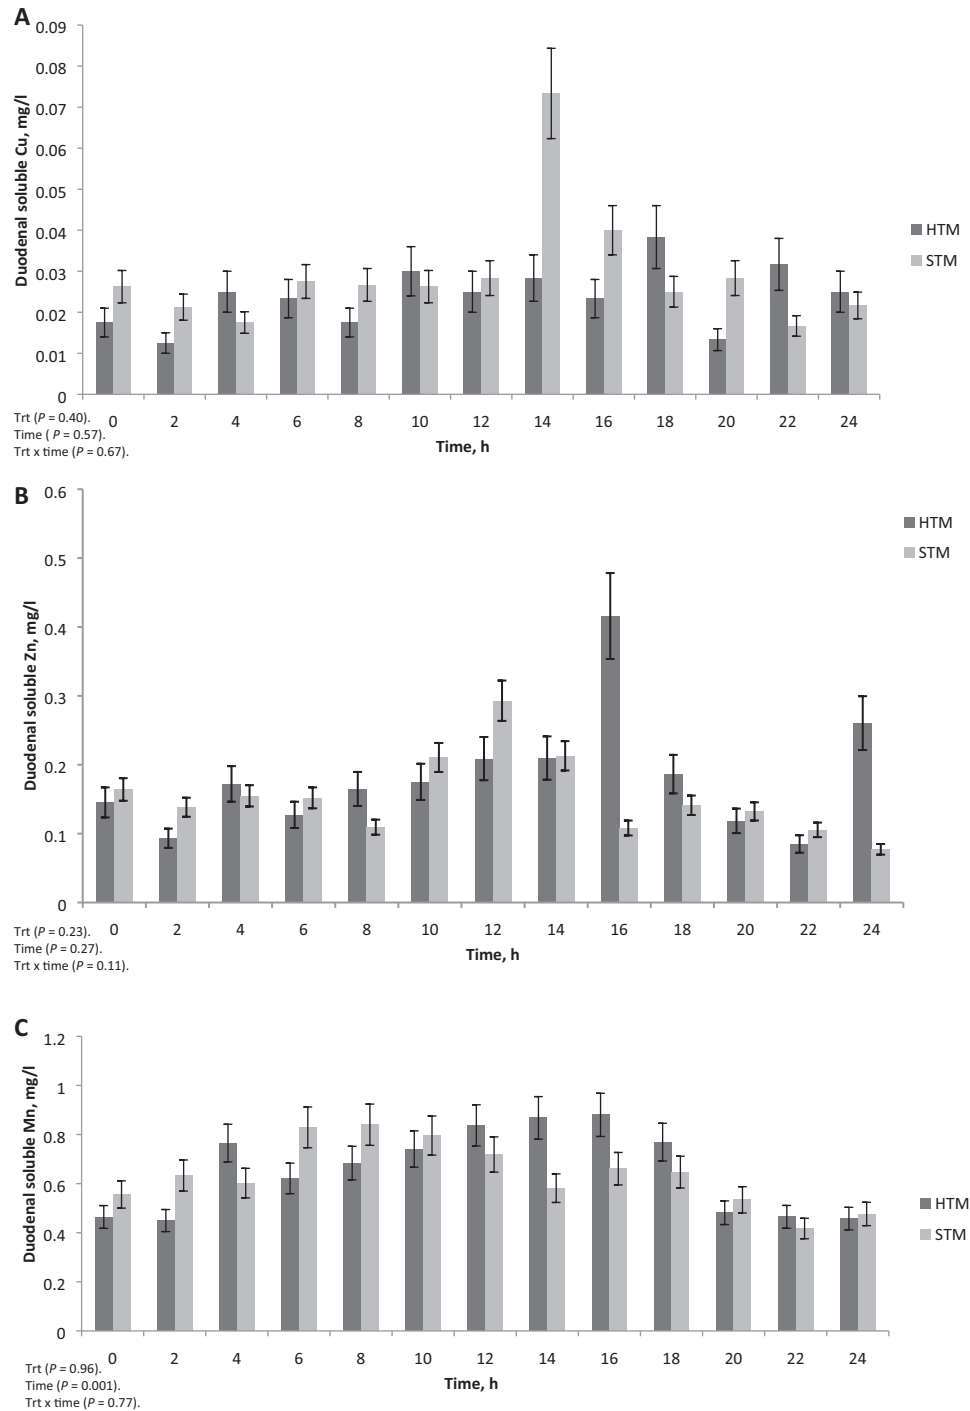 A
0.09
0.08
0.07
0.06
0.05
0.04
0.03
0.02
0.01
0
Duodenal soluble Cu, mg/l
HTM
STM
0 2 4 6 8 10 12 14 16 18 20 22 24
Time, h
Trt (P = 0.40).
Time ( P = 0.57).
Trt x time (P = 0.67).
B
0.6
0.5
0.4
0.3
0.2
0.1
0
Duodenal soluble Zn, mg/l
HTM
STM
0 2 4 6 8 10 12 14 16 18 20 22 24
Time, h
Trt (P = 0.23).
Time (P = 0.27).
Trt x time (P = 0.11).
C
1.2
1
0.8
0.6
0.4
0.2
0
Duodenal soluble Mn, mg/l
HTM
STM
0 2 4 6 8 10 12 14 16 18 20 22 24
Time, h
Trt (P = 0.96).
Time (P = 0.001).
Trt x time (P = 0.77).